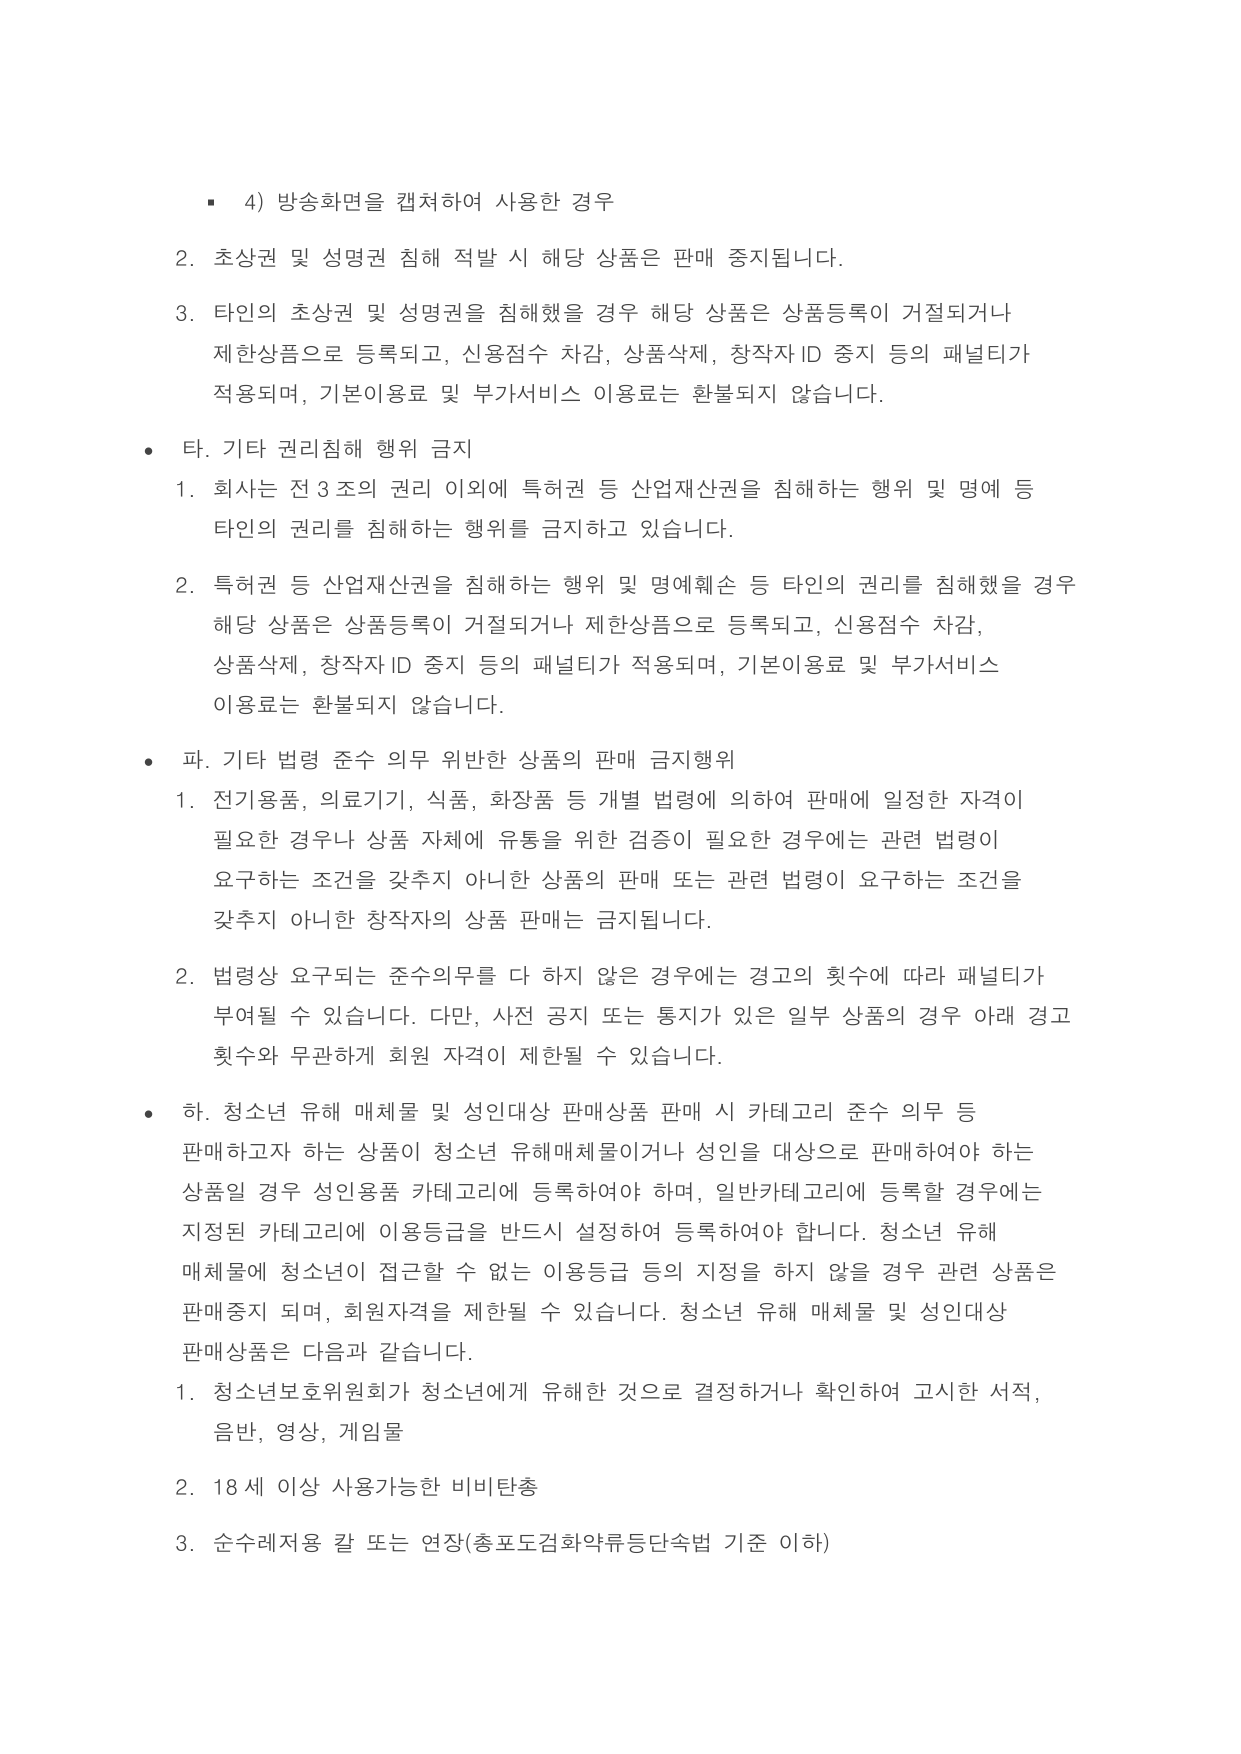 ▪ 4) 방송화면을 캡쳐하여 사용한 경우
2. 초상권 및 성명권 침해 적발 시 해당 상품은 판매 중지됩니다.
3. 타인의 초상권 및 성명권을 침해했을 경우 해당 상품은 상품등록이 거절되거나
제한상픔으로 등록되고, 신용점수 차감, 상품삭제, 창작자 ID 중지 등의 패널티가
적용되며, 기본이용료 및 부가서비스 이용료는 환불되지 않습니다.
• 타. 기타 권리침해 행위 금지
1. 회사는 전 3 조의 권리 이외에 특허권 등 산업재산권을 침해하는 행위 및 명예 등
타인의 권리를 침해하는 행위를 금지하고 있습니다.
2. 특허권 등 산업재산권을 침해하는 행위 및 명예훼손 등 타인의 권리를 침해했을 경우
해당 상품은 상품등록이 거절되거나 제한상픔으로 등록되고, 신용점수 차감,
상품삭제, 창작자 ID 중지 등의 패널티가 적용되며, 기본이용료 및 부가서비스
이용료는 환불되지 않습니다.
• 파. 기타 법령 준수 의무 위반한 상품의 판매 금지행위
1. 전기용품, 의료기기, 식품, 화장품 등 개별 법령에 의하여 판매에 일정한 자격이
필요한 경우나 상품 자체에 유통을 위한 검증이 필요한 경우에는 관련 법령이
요구하는 조건을 갖추지 아니한 상품의 판매 또는 관련 법령이 요구하는 조건을
갖추지 아니한 창작자의 상품 판매는 금지됩니다.
2. 법령상 요구되는 준수의무를 다 하지 않은 경우에는 경고의 횟수에 따라 패널티가
부여될 수 있습니다. 다만, 사전 공지 또는 통지가 있은 일부 상품의 경우 아래 경고
횟수와 무관하게 회원 자격이 제한될 수 있습니다.
• 하. 청소년 유해 매체물 및 성인대상 판매상품 판매 시 카테고리 준수 의무 등
판매하고자 하는 상품이 청소년 유해매체물이거나 성인을 대상으로 판매하여야 하는
상품일 경우 성인용품 카테고리에 등록하여야 하며, 일반카테고리에 등록할 경우에는
지정된 카테고리에 이용등급을 반드시 설정하여 등록하여야 합니다. 청소년 유해
매체물에 청소년이 접근할 수 없는 이용등급 등의 지정을 하지 않을 경우 관련 상품은
판매중지 되며, 회원자격을 제한될 수 있습니다. 청소년 유해 매체물 및 성인대상
판매상품은 다음과 같습니다.
1. 청소년보호위원회가 청소년에게 유해한 것으로 결정하거나 확인하여 고시한 서적,
음반, 영상, 게임물
2. 18 세 이상 사용가능한 비비탄총
3. 순수레저용 칼 또는 연장(총포도검화약류등단속법 기준 이하)